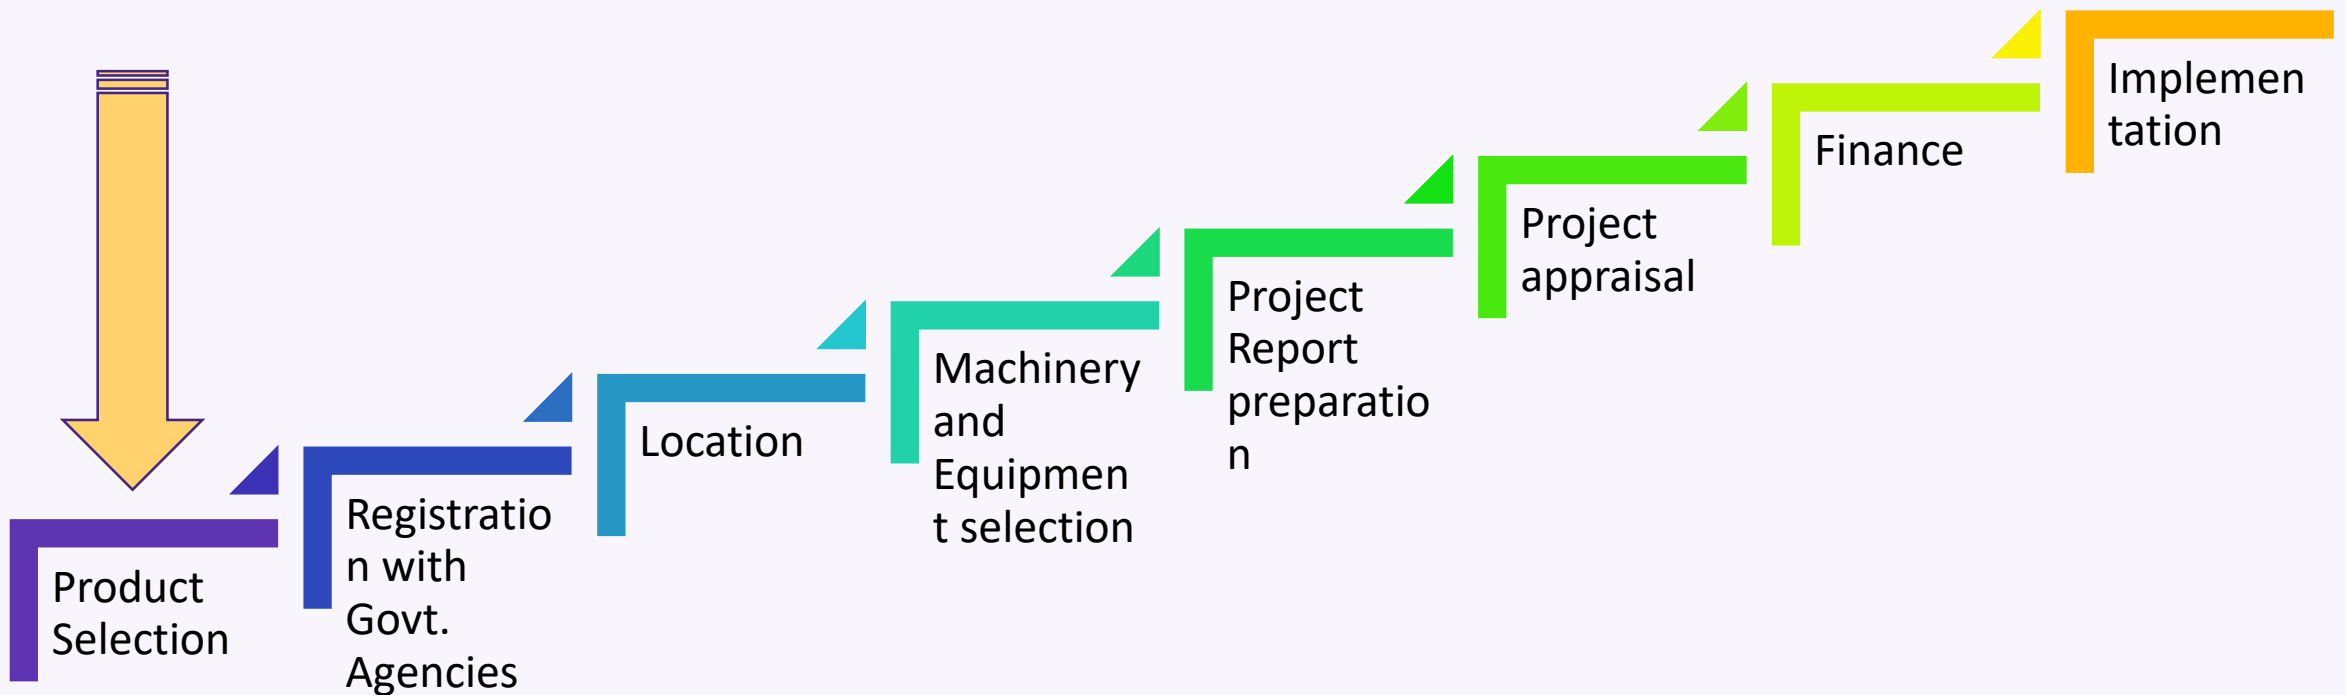 Product
Selection
Registratio
n with
Govt.
Agencies
Location
Machinery
and
Equipmen
t selection
Project
Report
preparatio
n
Project
appraisal
Finance
Implemen
tation